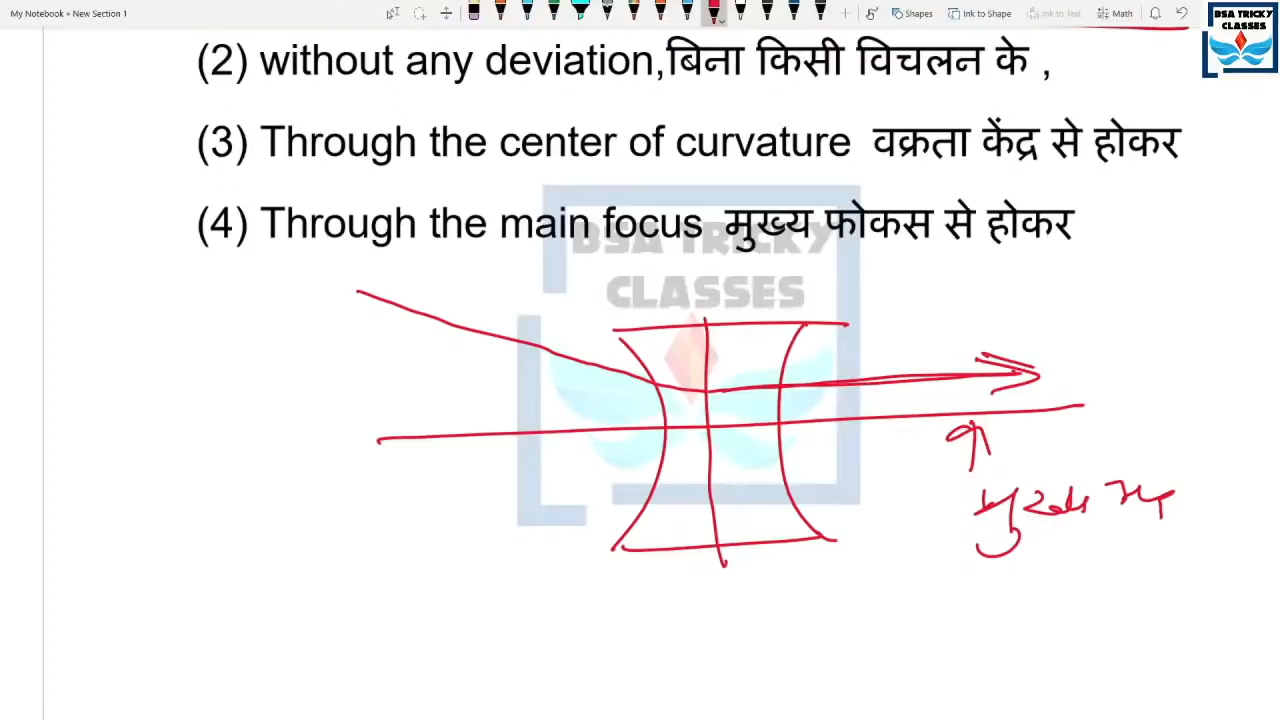 My Notebook » New Section 1
Shapes Ink to Shape Ink to Text Math
BSA TRICKY
CLASSES
(2) without any deviation,बिना किसी विचलन के ,
(3) Through the center of curvature वक्रता केंद्र से होकर
(4) Through the main focus मुख्य फोकस से होकर
BSA TRICKY
CLASSES